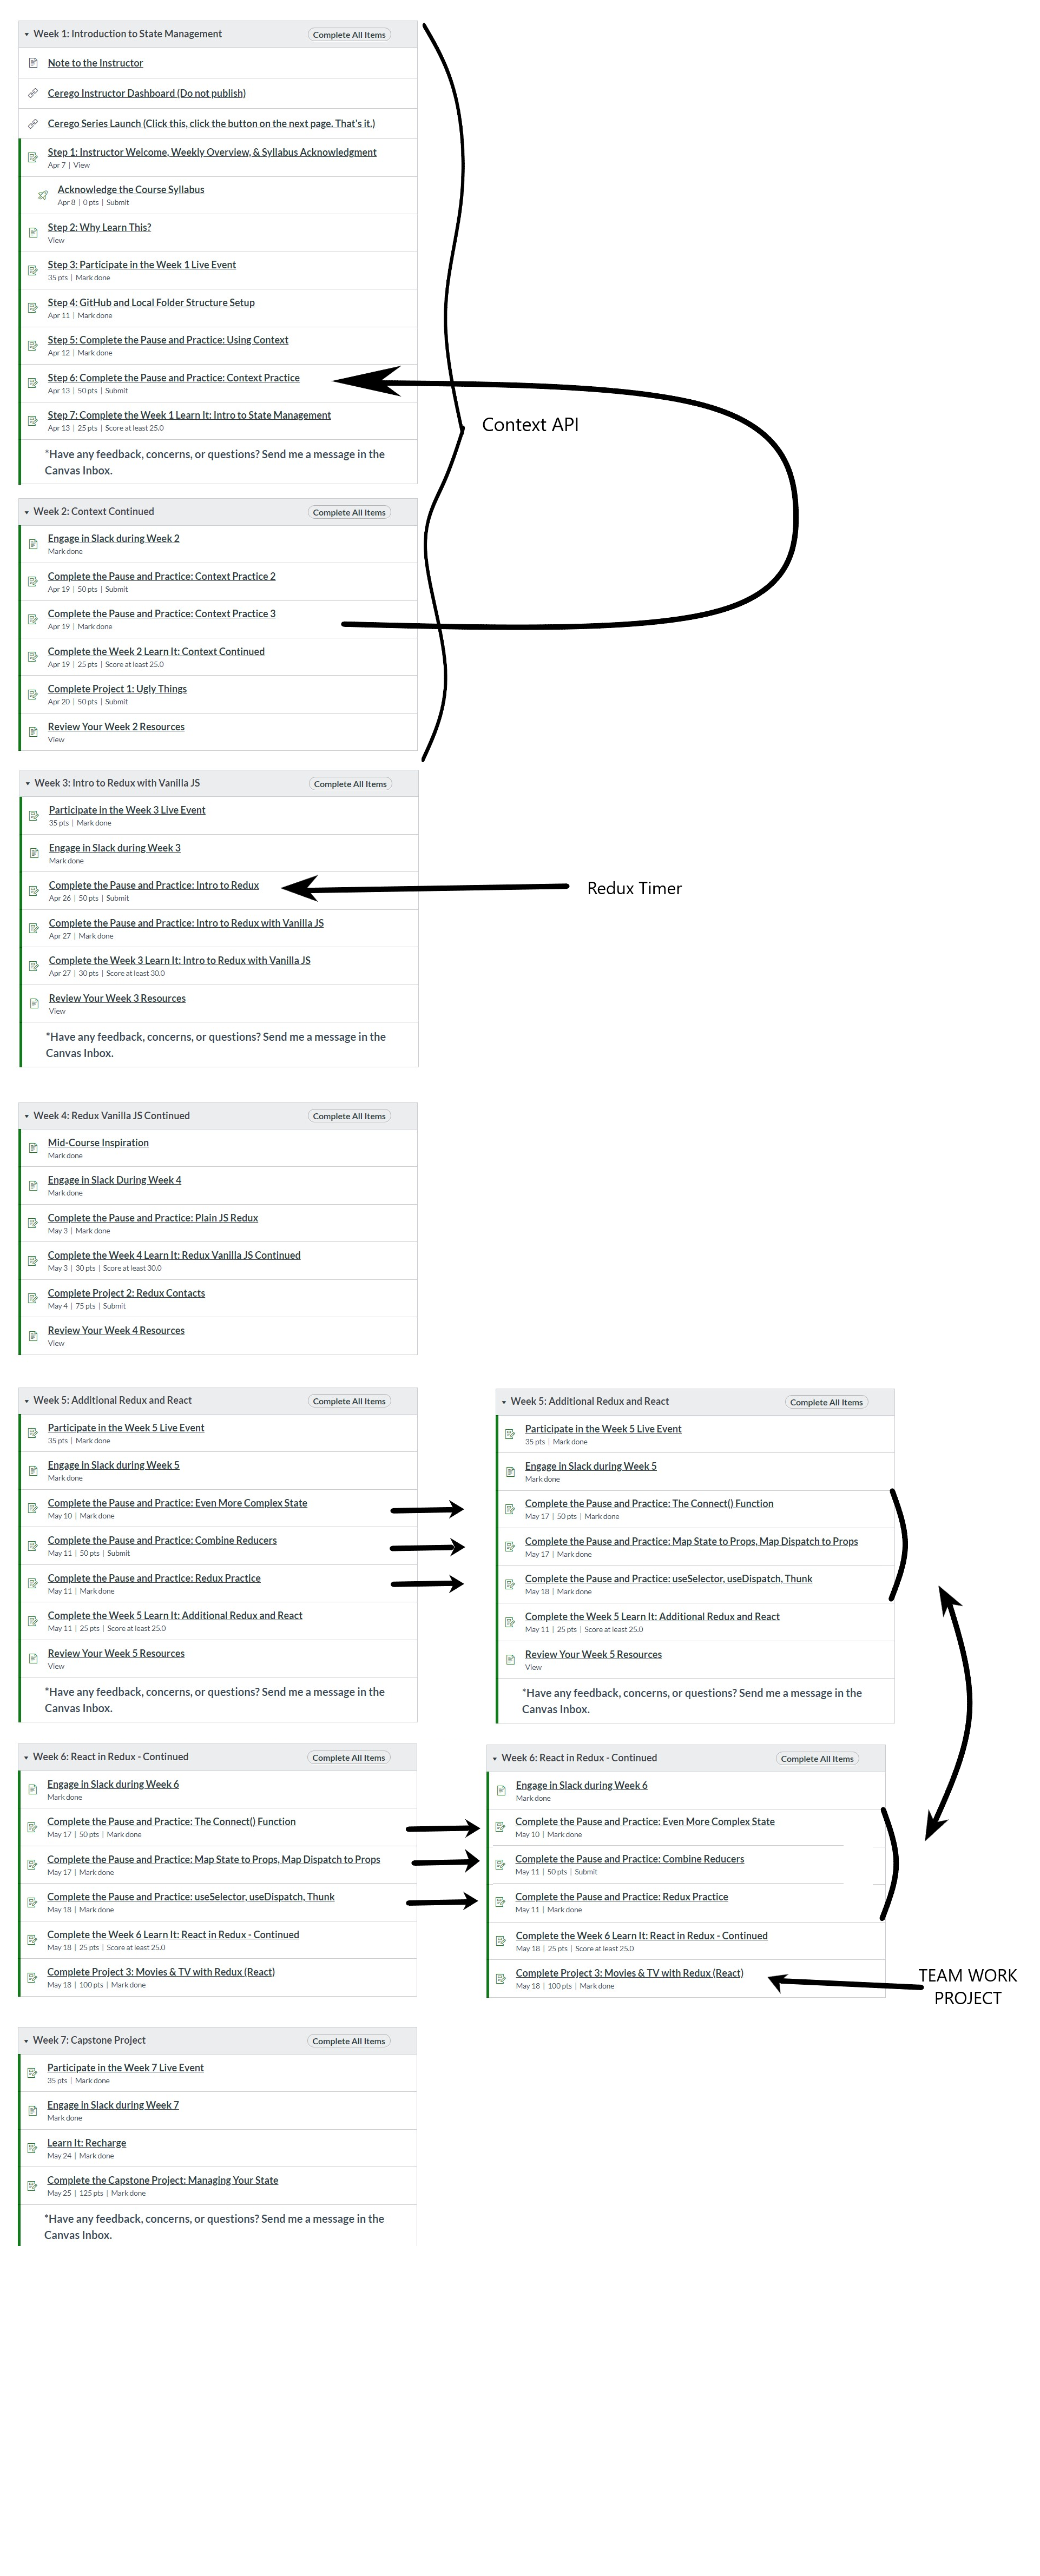 Week 1: Introduction to State Management
Complete All Items
Note to the Instructor
Cerego Instructor Dashboard (Do not publish)
Cerego Series Launch (Click this, click the button on the next page. That's it.)
Step 1: Instructor Welcome, Weekly Overview, & Syllabus Acknowledgment
Apr 7 | View
Acknowledge the Course Syllabus
Apr 8 | 0 pts | Submit
Step 2: Why Learn This?
View
Step 3: Participate in the Week 1 Live Event
35 pts | Mark done
Step 4: GitHub and Local Folder Structure Setup
Apr 11 | Mark done
Step 5: Complete the Pause and Practice: Using Context
Apr 12 | Mark done
Step 6: Complete the Pause and Practice: Context Practice
Apr 13 | 50 pts | Submit
Step 7: Complete the Week 1 Learn It: Intro to State Management
Apr 13 | 25 pts | Score at least 25.0
*Have any feedback, concerns, or questions? Send me a message in the
Canvas Inbox.
Context API
Week 2: Context Continued
Complete All Items
Engage in Slack during Week 2
Mark done
Complete the Pause and Practice: Context Practice 2
Apr 19 | 50 pts | Submit
Complete the Pause and Practice: Context Practice 3
Apr 19 | Mark done
Complete the Week 2 Learn It: Context Continued
Apr 19 | 25 pts | Score at least 25.0
Complete Project 1: Ugly Things
Apr 20 | 50 pts | Submit
Review Your Week 2 Resources
View
Week 3: Intro to Redux with Vanilla JS
Complete All Items
Participate in the Week 3 Live Event
35 pts | Mark done
Engage in Slack during Week 3
Mark done
Complete the Pause and Practice: Intro to Redux
Apr 26 | 50 pts | Submit
Redux Timer
Complete the Pause and Practice: Intro to Redux with Vanilla JS
Apr 27 | Mark done
Complete the Week 3 Learn It: Intro to Redux with Vanilla JS
Apr 27 | 30 pts | Score at least 30.0
Review Your Week 3 Resources
View
*Have any feedback, concerns, or questions? Send me a message in the
Canvas Inbox.
Week 4: Redux Vanilla JS Continued
Complete All Items
Mid-Course Inspiration
Mark done
Engage in Slack During Week 4
Mark done
Complete the Pause and Practice: Plain JS Redux
May 3 | Mark done
Complete the Week 4 Learn It: Redux Vanilla JS Continued
May 3 | 30 pts | Score at least 30.0
Complete Project 2: Redux Contacts
May 4 | 75 pts | Submit
Review Your Week 4 Resources
View
Week 5: Additional Redux and React
Complete All Items
Participate in the Week 5 Live Event
35 pts | Mark done
Engage in Slack during Week 5
Mark done
Complete the Pause and Practice: Even More Complex State
May 10 | Mark done
Complete the Pause and Practice: Combine Reducers
May 11 | 50 pts | Submit
Complete the Pause and Practice: Redux Practice
May 11 | Mark done
Complete the Week 5 Learn It: Additional Redux and React
May 11 | 25 pts | Score at least 25.0
Review Your Week 5 Resources
View
*Have any feedback, concerns, or questions? Send me a message in the
Canvas Inbox.
Week 5: Additional Redux and React
Complete All Items
Participate in the Week 5 Live Event
35 pts | Mark done
Engage in Slack during Week 5
Mark done
Complete the Pause and Practice: The Connect() Function
May 17 | 50 pts | Mark done
Complete the Pause and Practice: Map State to Props, Map Dispatch to Props
May 17 | Mark done
Complete the Pause and Practice: useSelector, useDispatch, Thunk
May 18 | Mark done
Complete the Week 5 Learn It: Additional Redux and React
May 11 | 25 pts | Score at least 25.0
Review Your Week 5 Resources
View
*Have any feedback, concerns, or questions? Send me a message in the
Canvas Inbox.
Week 6: React in Redux - Continued
Complete All Items
Engage in Slack during Week 6
Mark done
Complete the Pause and Practice: The Connect() Function
May 17 | 50 pts | Mark done
Complete the Pause and Practice: Map State to Props, Map Dispatch to Props
May 17 | Mark done
Complete the Pause and Practice: useSelector, useDispatch, Thunk
May 18 | Mark done
Complete the Week 6 Learn It: React in Redux - Continued
May 18 | 25 pts | Score at least 25.0
Complete Project 3: Movies & TV with Redux (React)
May 18 | 100 pts | Mark done
Week 6: React in Redux - Continued
Complete All Items
Engage in Slack during Week 6
Mark done
Complete the Pause and Practice: Even More Complex State
May 10 | Mark done
Complete the Pause and Practice: Combine Reducers
May 11 | 50 pts | Submit
Complete the Pause and Practice: Redux Practice
May 11 | Mark done
Complete the Week 6 Learn It: React in Redux - Continued
May 18 | 25 pts | Score at least 25.0
Complete Project 3: Movies & TV with Redux (React)
May 18 | 100 pts | Mark done
TEAM WORK
PROJECT
Week 7: Capstone Project
Complete All Items
Participate in the Week 7 Live Event
35 pts | Mark done
Engage in Slack during Week 7
Mark done
Learn It: Recharge
May 24 | Mark done
Complete the Capstone Project: Managing Your State
May 25 | 125 pts | Mark done
*Have any feedback, concerns, or questions? Send me a message in the
Canvas Inbox.